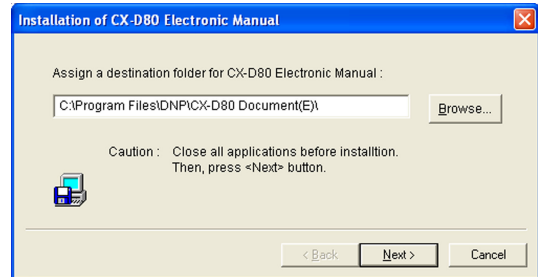 Installation of CX-D80 Electronic Manual
Assign a destination folder for CX-D80 Electronic Manual :
C:\Program Files\DNP\CX-D80 Document(E)\
Browse...
Caution : Close all applications before installtion.
Then, press <Next> button.
< Back
Next >
Cancel